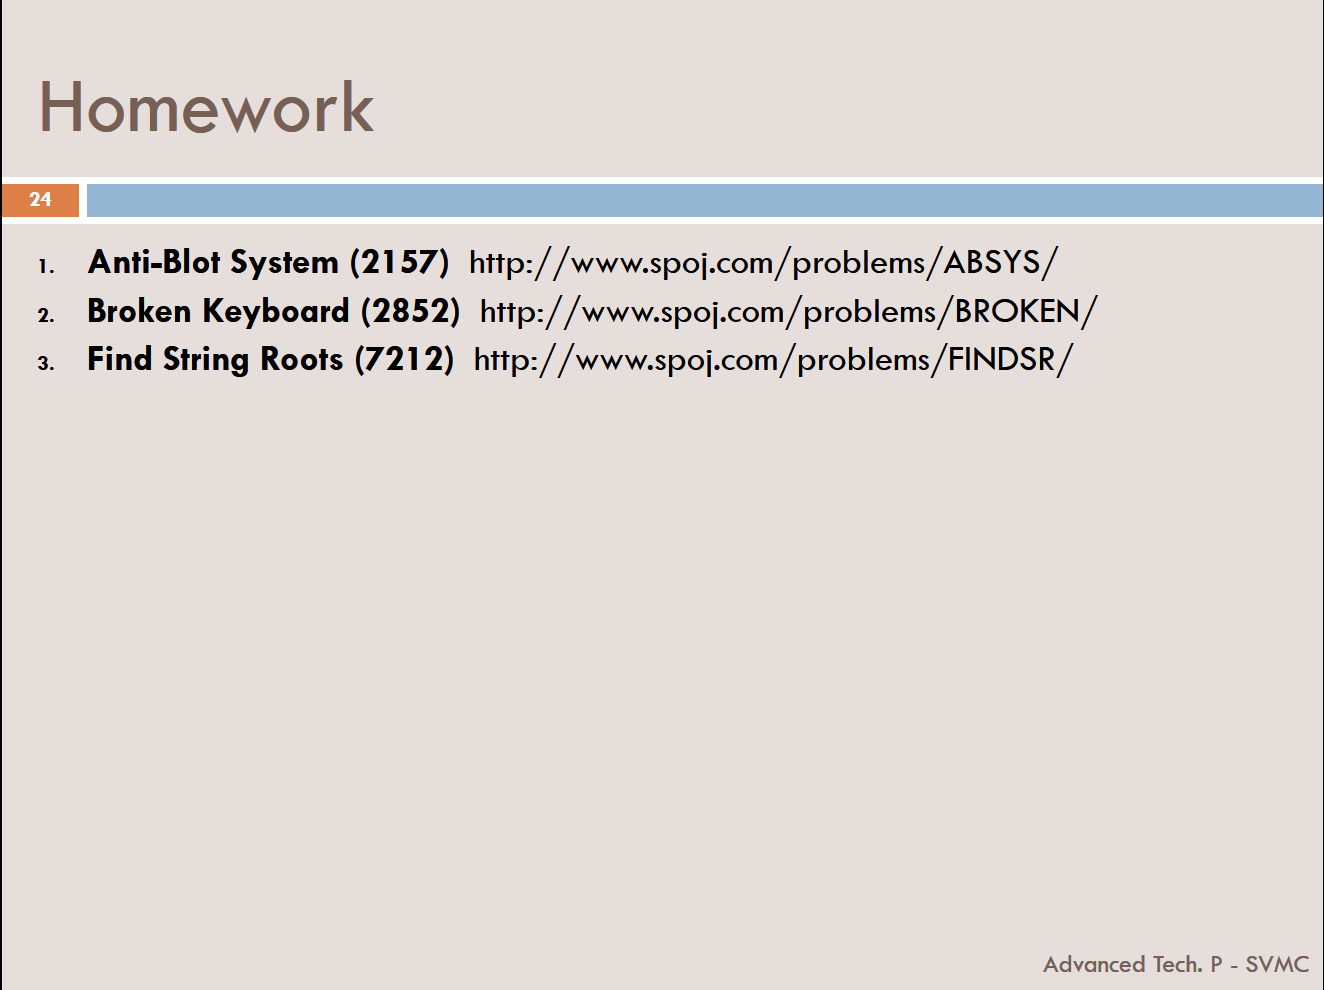 Homework
24
1. Anti-Blot System (2157) http://www.spoj.com/problems/ABSYS/
2. Broken Keyboard (2852) http://www.spoj.com/problems/BROKEN/
3. Find String Roots (7212) http://www.spoj.com/problems/FINDSR/
Advanced Tech. P - SVMC